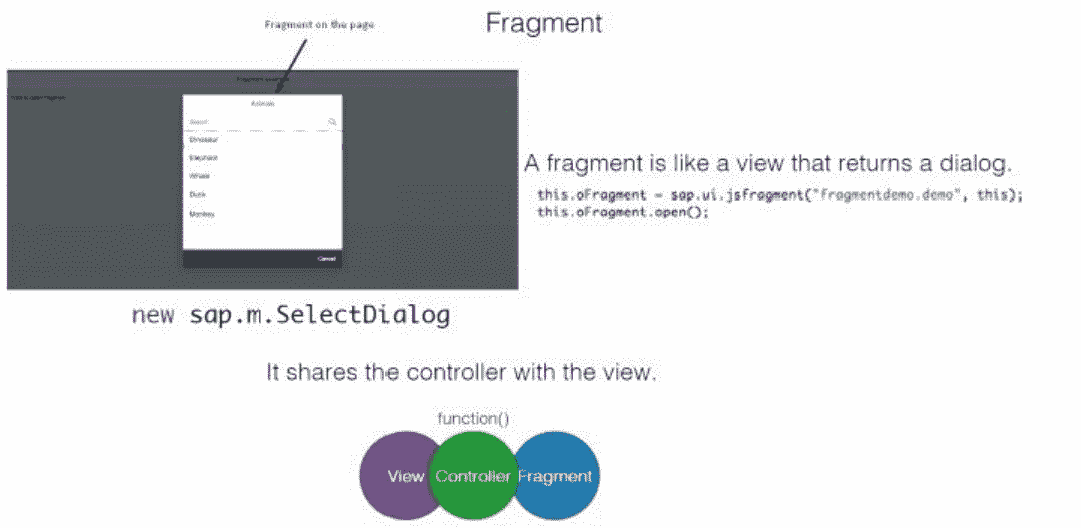 Fragment on the page
Fragment
Animals
Search
Dinosaur
Elephant
Whale
Duck
Monkey
Cancel
A fragment is like a view that returns a dialog.
this.oFragment = sap.ui.jsfragment("fragmentdemo.demo", this);
this.oFragment.open();
new sap.m.SelectDialog
It shares the controller with the view.
function()
View Controller Fragment